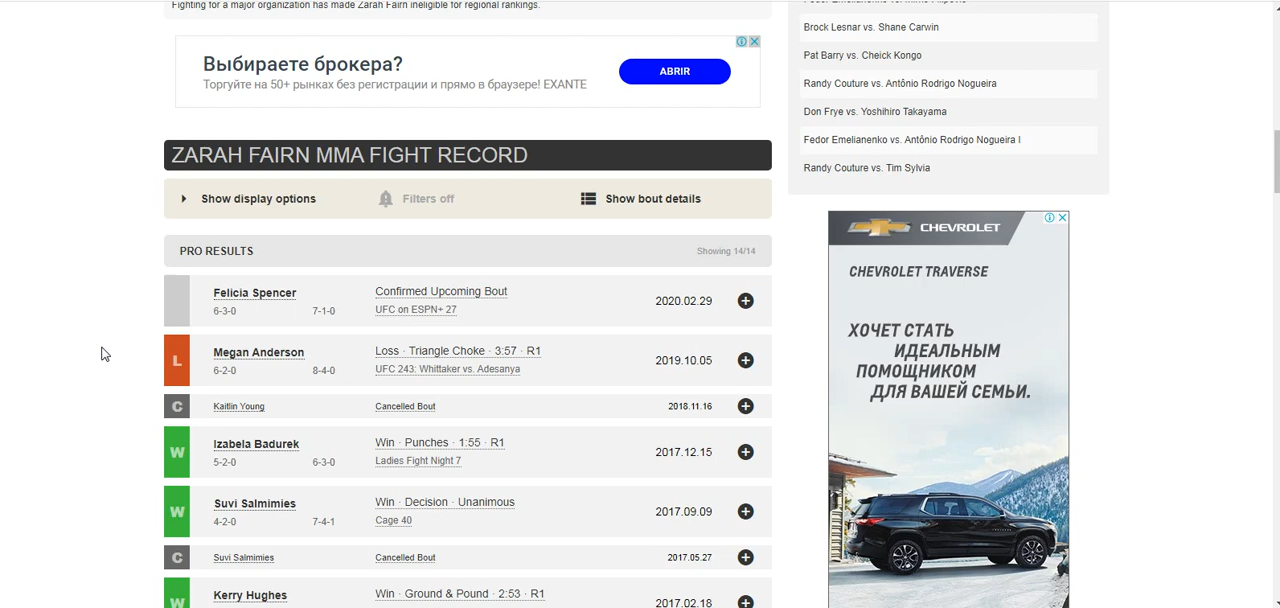 Fighting for a major organization has made Zarah Fairn ineligible for regional rankings.
Выбираете брокера?
Торгуйте на 50+ рынках без регистрации и прямо в браузере! EXANTE
ABRIR
ZARAH FAIRN MMA FIGHT RECORD
Show display options
Filters off
Show bout details
PRO RESULTS
Showing 14/14
Felicia Spencer
Confirmed Upcoming Bout
6-3-0
7-1-0
UFC on ESPN+ 27
2020.02.29
L
Megan Anderson
Loss · Triangle Choke · 3:57 · R1
6-2-0
8-4-0
UFC 243: Whittaker vs. Adesanya
2019.10.05
C
Kaitlin Young
Cancelled Bout
2018.11.16
W
Izabela Badurek
Win · Punches · 1:55 · R1
5-2-0
6-3-0
Ladies Fight Night 7
2017.12.15
W
Suvi Salmimies
Win · Decision · Unanimous
4-2-0
7-4-1
Cage 40
2017.09.09
C
Suvi Salmimies
Cancelled Bout
2017.05.27
W
Kerry Hughes
Win · Ground & Pound · 2:53 · R1
2017.02.18
Brock Lesnar vs. Shane Carwin
Pat Barry vs. Cheick Kongo
Randy Couture vs. Antônio Rodrigo Nogueira
Don Frye vs. Yoshihiro Takayama
Fedor Emelianenko vs. Antônio Rodrigo Nogueira I
Randy Couture vs. Tim Sylvia
CHEVROLET
CHEVROLET TRAVERSE
ХОЧЕТ СТАТЬ
ИДЕАЛЬНЫМ
ПОМОЩНИКОМ
ДЛЯ ВАШЕЙ СЕМЬИ.